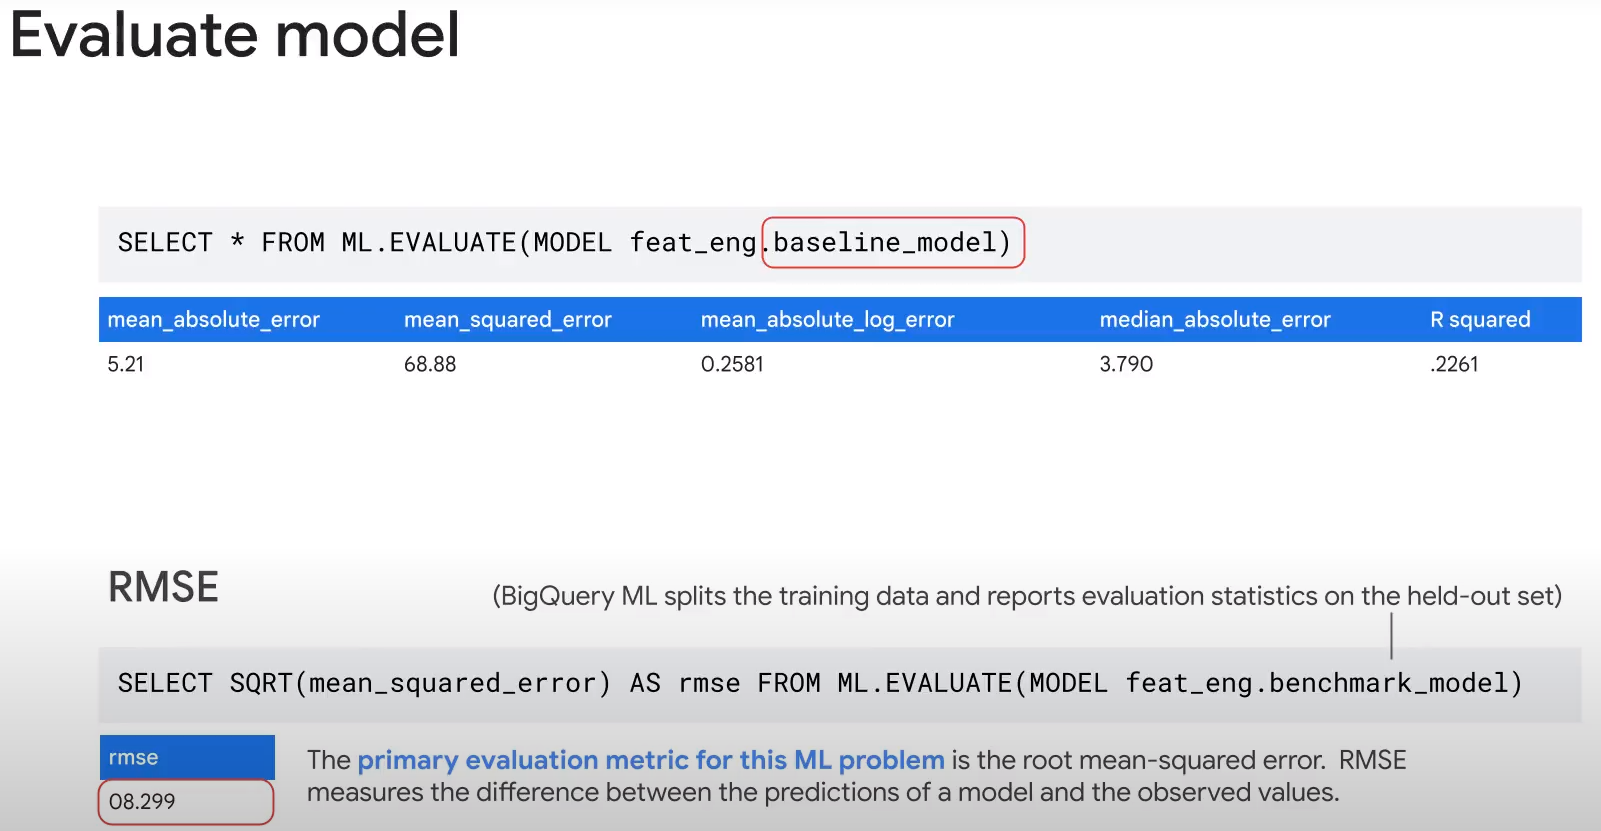 Evaluate model
SELECT * FROM ML.EVALUATE(MODEL feat_eng.baseline_model)
mean_absolute_error mean_squared_error mean_absolute_log_error median_absolute_error R squared
5.21 68.88 0.2581 3.790 .2261
RMSE
(BigQuery ML splits the training data and reports evaluation statistics on the held-out set)
SELECT SQRT(mean_squared_error) AS rmse FROM ML.EVALUATE(MODEL feat_eng.benchmark_model)
rmse
08.299
The primary evaluation metric for this ML problem is the root mean-squared error. RMSE
measures the difference between the predictions of a model and the observed values.